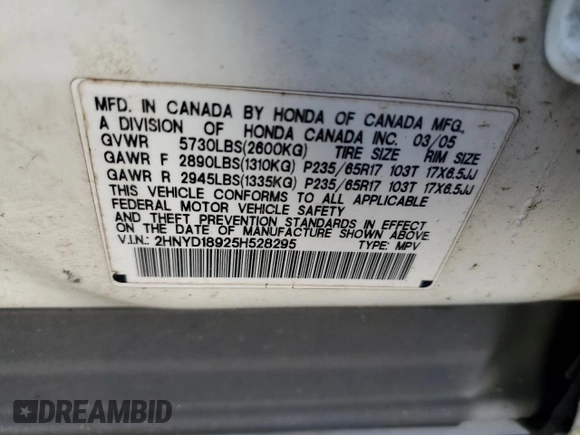 MFD. IN CANADA BY HONDA OF CANADA MFG.,
A DIVISION OF HONDA CANADA INC. 03/05
GVWR 5730LBS(2600KG) TIRE SIZE RIM SIZE
GAWR F 2890LBS(1310KG) P235/65R17 103T 17X6.5JJ
GAWR R 2945LBS(1335KG) P235/65R17 103T 17X6.5JJ
THIS VEHICLE CONFORMS TO ALL APPLICABLE
FEDERAL MOTOR VEHICLE SAFETY
AND THEFT PREVENTION STANDARDS IN EFFECT
ON THE DATE OF MANUFACTURE SHOWN ABOVE.
V.I.N.: 2HNYD18925H528295 TYPE: MPV
DREAMBID